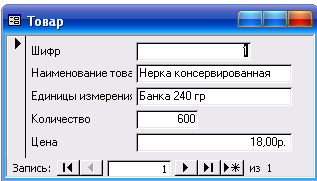 Товар
Шифр 1
Наименование това Нерка консервированная
Единицы измерения Банка 240 гр
Количество 600
Цена 18,00р.
Запись: 1 из 1